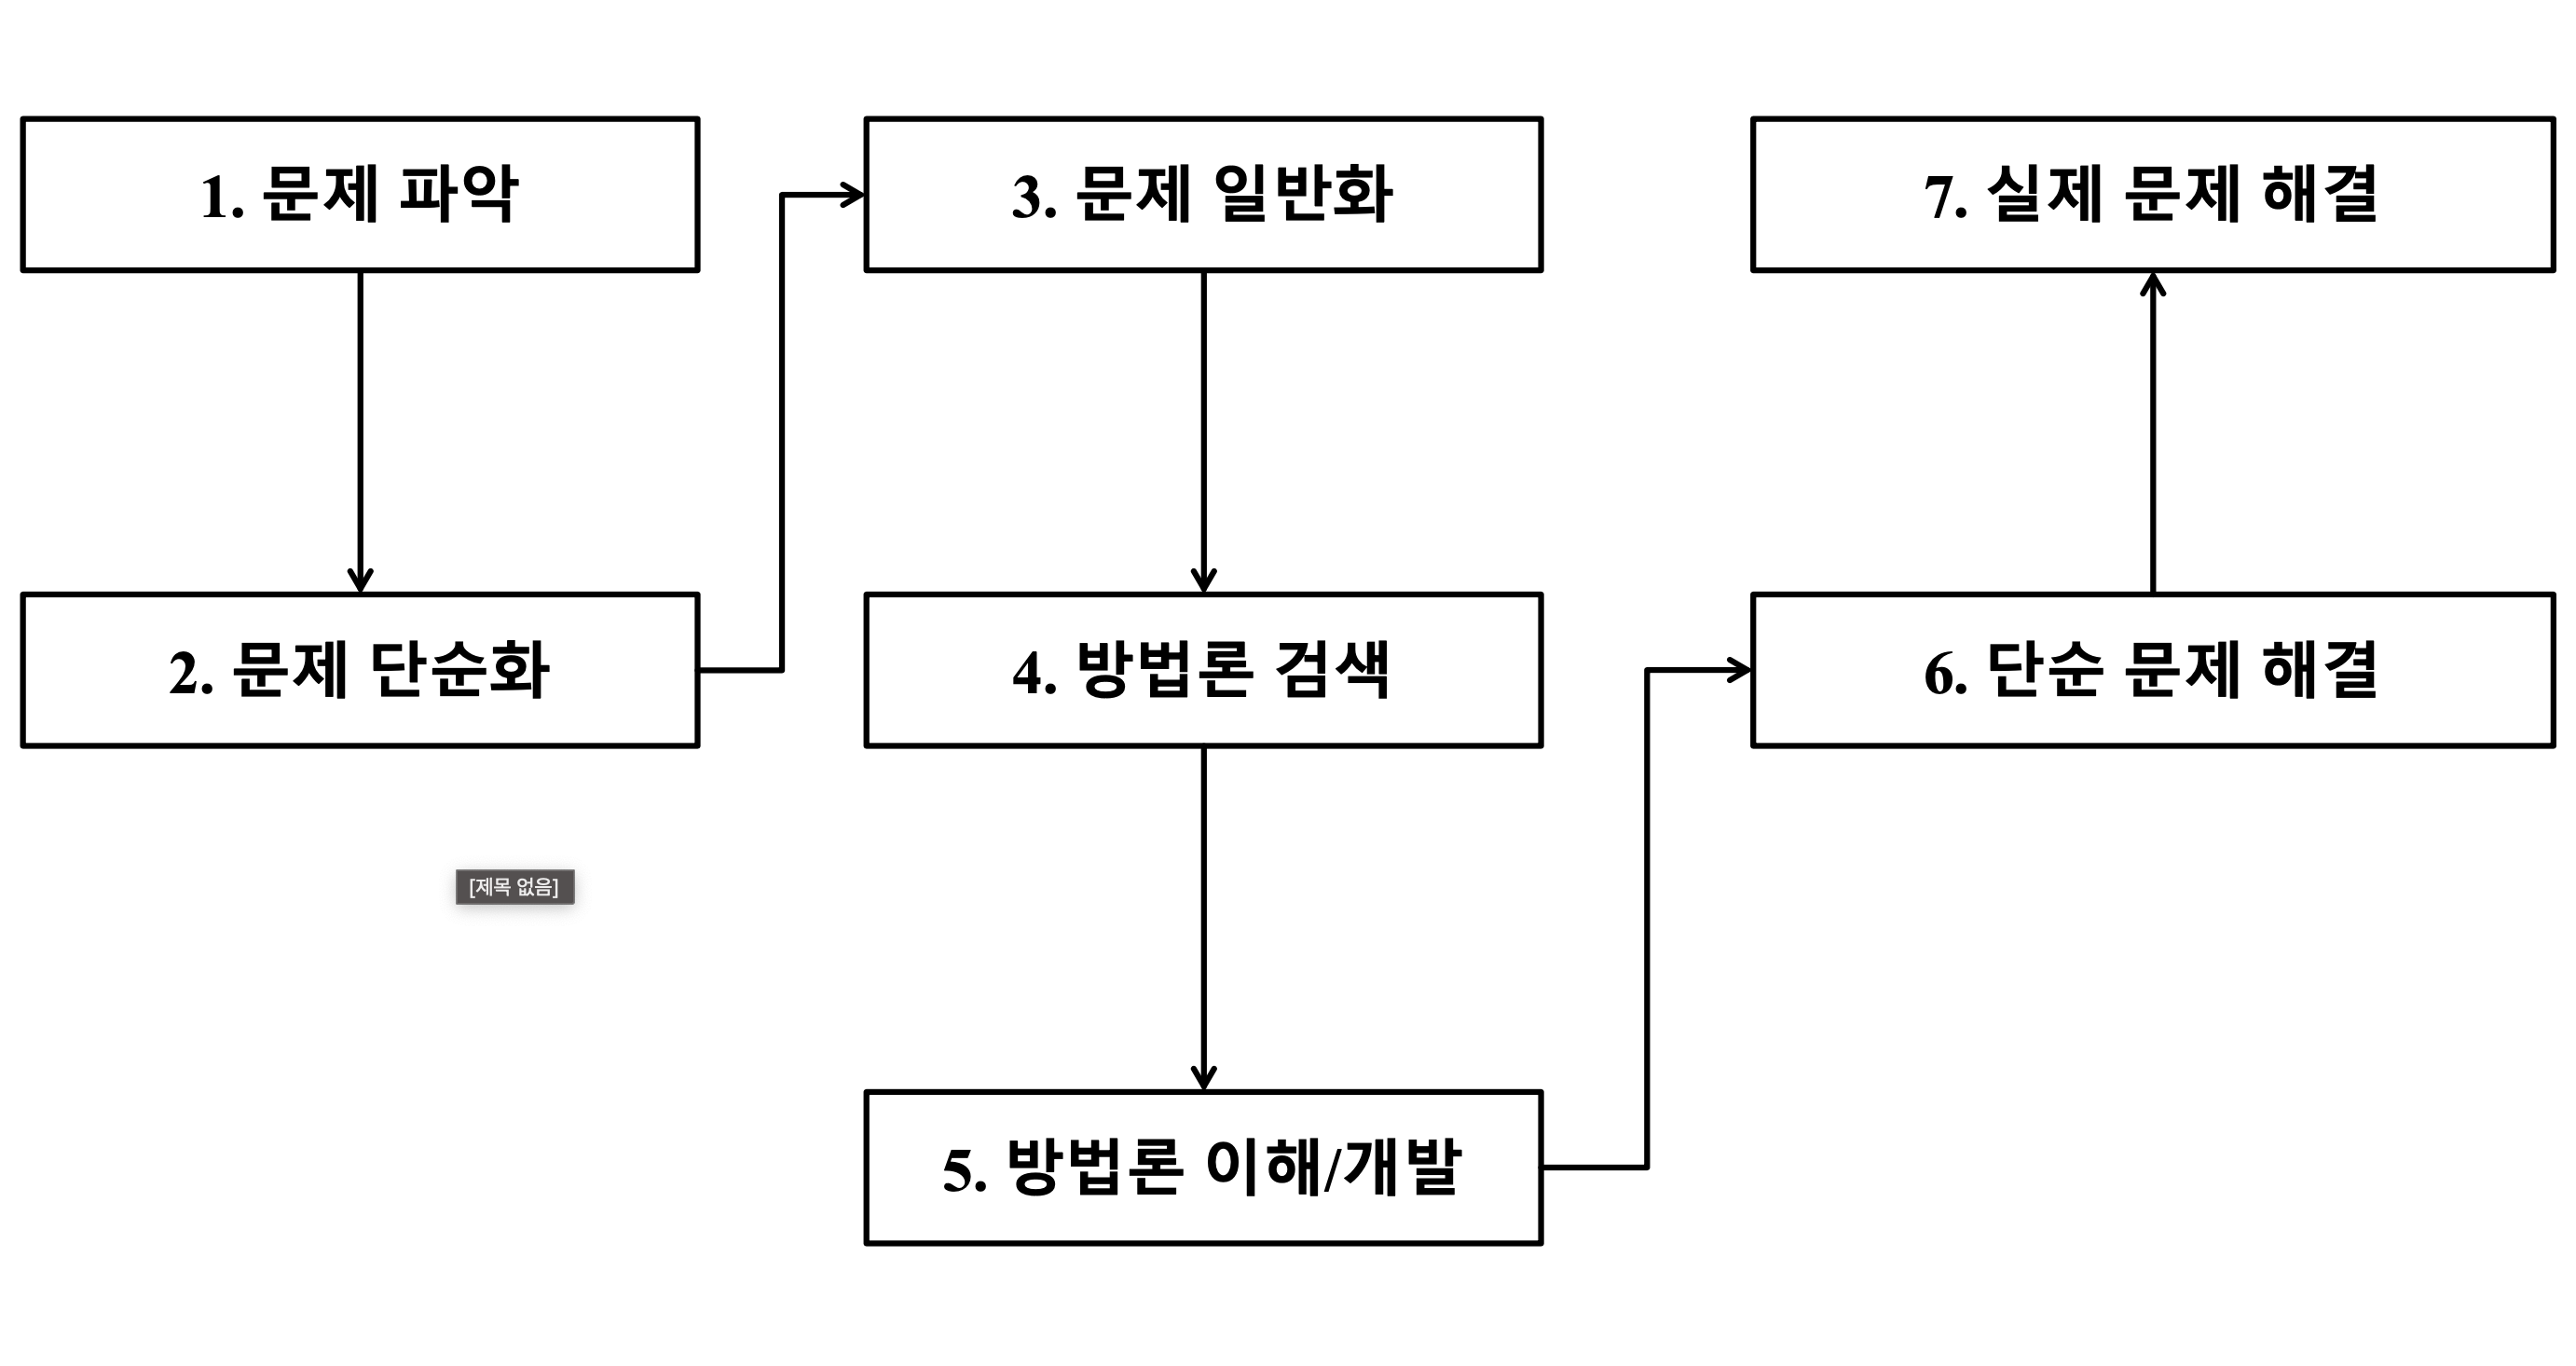 1. 문제 파악
2. 문제 단순화
3. 문제 일반화
4. 방법론 검색
5. 방법론 이해/개발
6. 단순 문제 해결
7. 실제 문제 해결
[제목 없음]